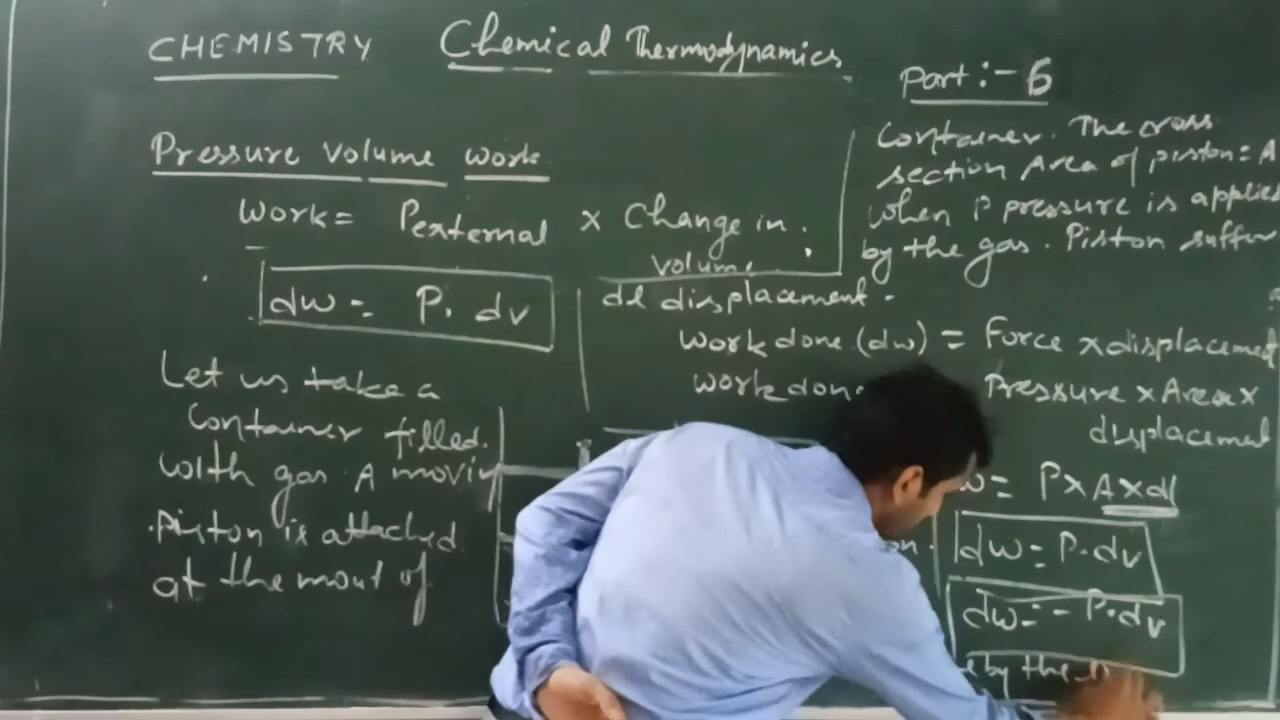 CHEMISTRY Chemical Thermodynamics
Part:- 6
Pressure volume work
Work = Pexternal × Change in
volume
dw = P. dv
Let us take a
container filled
with gas. A movin
piston is attached
at the mout of
Container. The cross
section Area of piston = A
when P pressure is applied
by the gas. Piston suffer
dl displacement.
work done (dw) = Force × displacement
work done Pressure × Area ×
displacement
w = P × A × dl
dw = P. dv
dw = - P. dv
by the